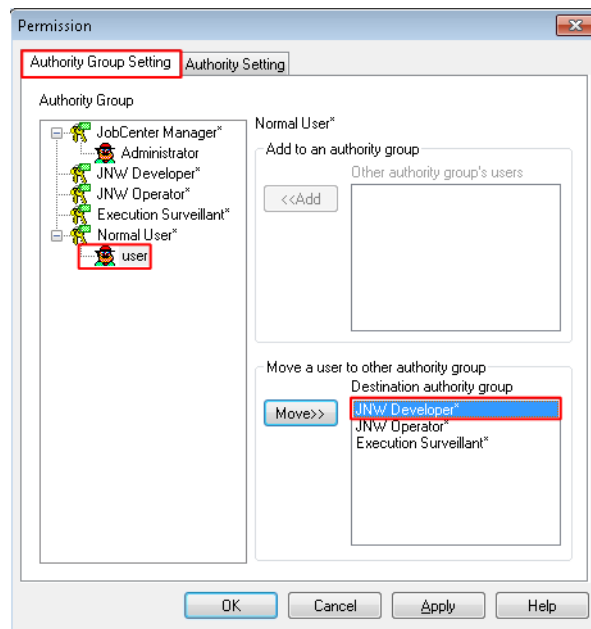 Permission
Authority Group Setting Authority Setting
Authority Group
JobCenter Manager*
Administrator
JNW Developer*
JNW Operator*
Execution Surveillant*
Normal User*
user
Normal User*
Add to an authority group
Other authority group's users
<<Add
Move a user to other authority group
Destination authority group
Move>>
JNW Developer*
JNW Operator*
Execution Surveillant*
OK Cancel Apply Help